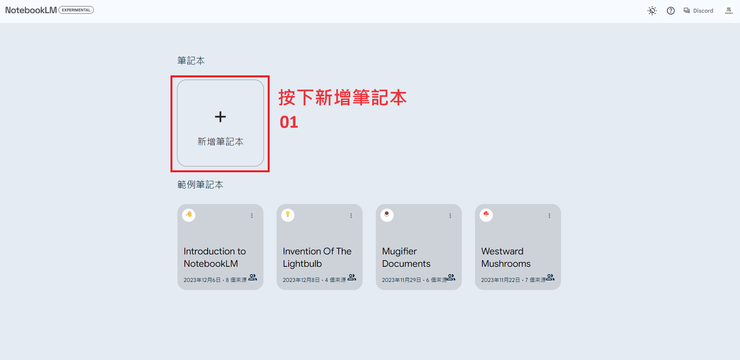 NotebookLM EXPERIMENTAL
Discord
筆記本
+
新增筆記本
按下新增筆記本
01
範例筆記本
Introduction to
NotebookLM
2023年12月6日・8 個來源
Invention Of The
Lightbulb
2023年12月8日・4 個來源
Mugifier
Documents
2023年11月29日・6 個來源
Westward
Mushrooms
2023年11月22日・7 個來源